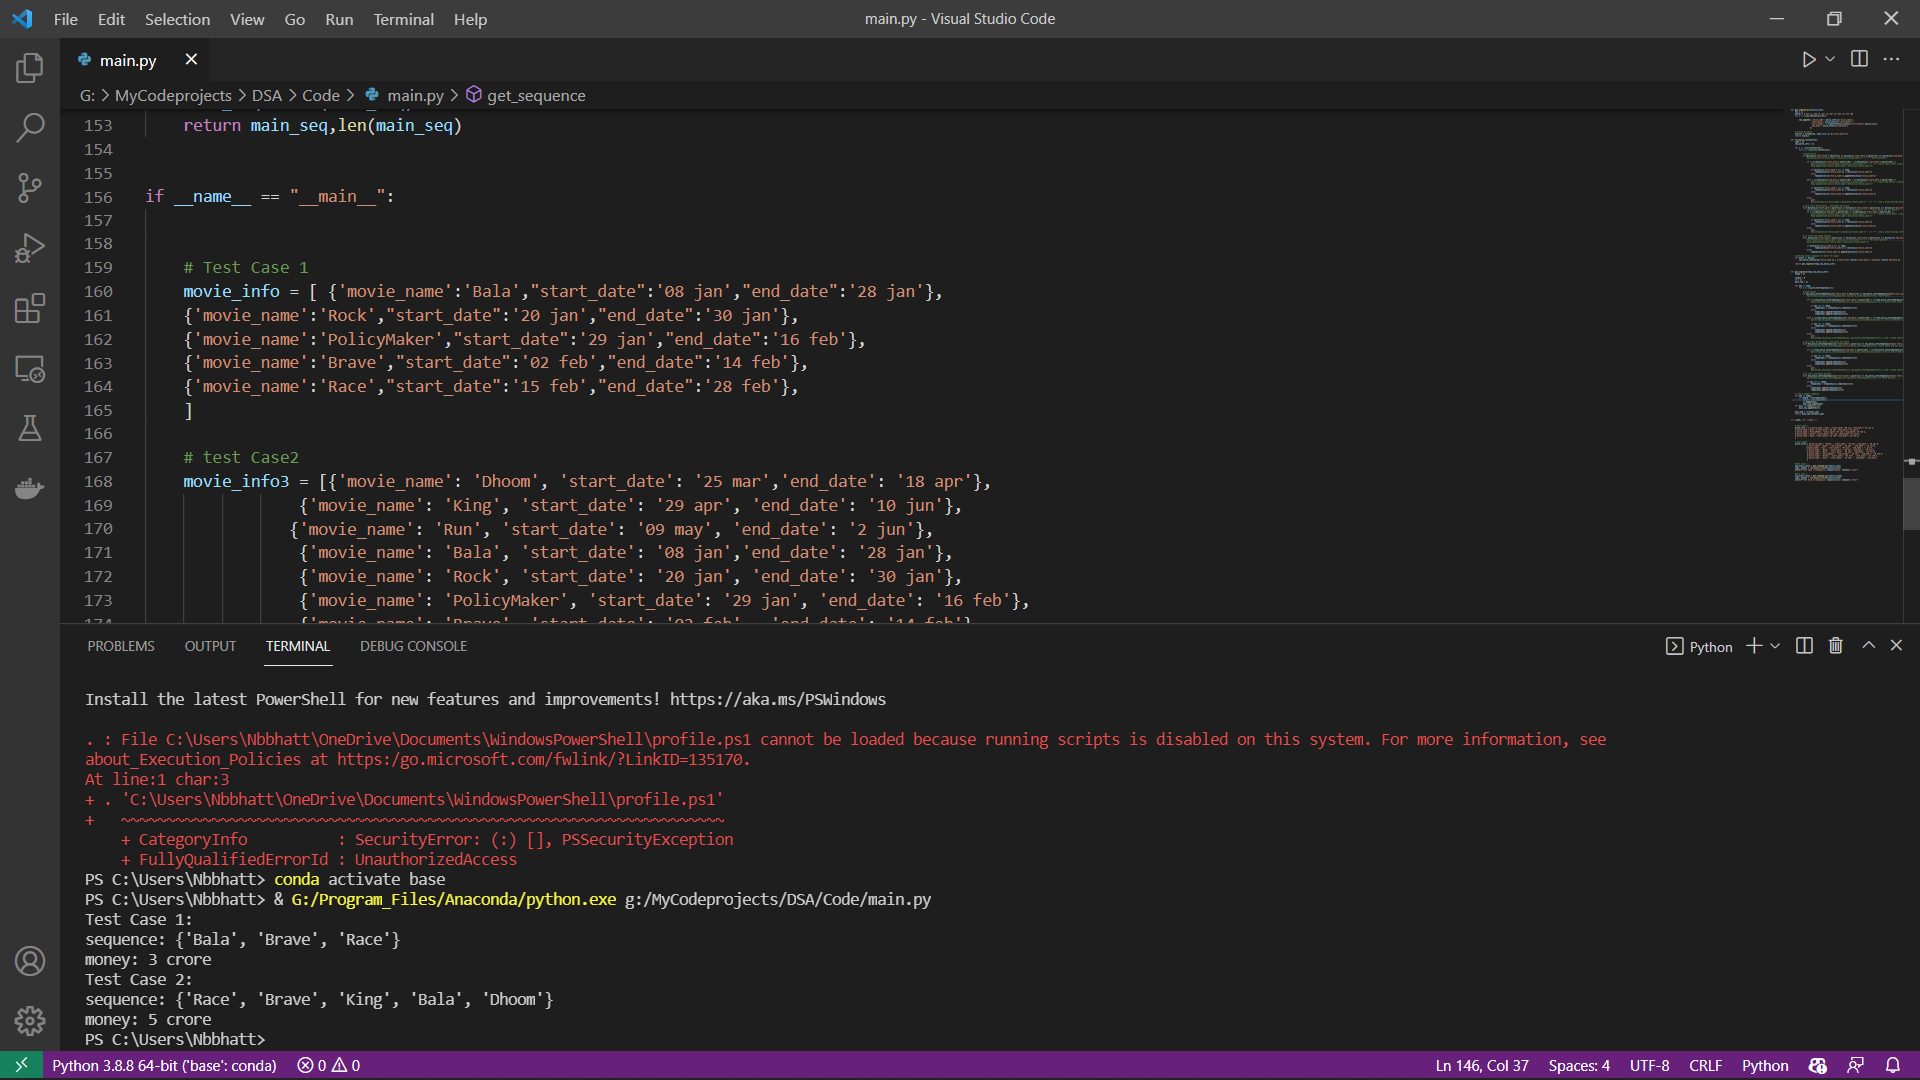 File Edit Selection View Go Run Terminal Help
main.py - Visual Studio Code
main.py
G: > MyCodeprojects > DSA > Code > main.py > get_sequence
153 return main_seq,len(main_seq)
154
155
156 if __name__ == "__main__":
157
158
159 # Test Case 1
160 movie_info = [ {'movie_name':'Bala',"start_date":'08 jan',"end_date":'28 jan'},
161 {'movie_name':'Rock',"start_date":'20 jan',"end_date":'30 jan'},
162 {'movie_name':'PolicyMaker',"start_date":'29 jan',"end_date":'16 feb'},
163 {'movie_name':'Brave',"start_date":'02 feb',"end_date":'14 feb'},
164 {'movie_name':'Race',"start_date":'15 feb',"end_date":'28 feb'},
165 ]
166
167 # test Case2
168 movie_info3 = [{'movie_name': 'Dhoom', 'start_date': '25 mar','end_date': '18 apr'},
169 {'movie_name': 'King', 'start_date': '29 apr', 'end_date': '10 jun'},
170 {'movie_name': 'Run', 'start_date': '09 may', 'end_date': '2 jun'},
171 {'movie_name': 'Bala', 'start_date': '08 jan','end_date': '28 jan'},
172 {'movie_name': 'Rock', 'start_date': '20 jan', 'end_date': '30 jan'},
173 {'movie_name': 'PolicyMaker', 'start_date': '29 jan', 'end_date': '16 feb'},
174 {'movie_name': 'Brave', 'start_date': '02 feb', 'end_date': '14 feb'},
PROBLEMS OUTPUT TERMINAL DEBUG CONSOLE
Python
Install the latest PowerShell for new features and improvements! https://aka.ms/PSWindows
. : File C:\Users\Nbbhatt\OneDrive\Documents\WindowsPowerShell\profile.ps1 cannot be loaded because running scripts is disabled on this system. For more information, see
about_Execution_Policies at https:/go.microsoft.com/fwlink/?LinkID=135170.
At line:1 char:3
+ . 'C:\Users\Nbbhatt\OneDrive\Documents\WindowsPowerShell\profile.ps1'
+ ~~~~~~~~~~~~~~~~~~~~~~~~~~~~~~~~~~~~~~~~~~~~~~~~~~~~~~~~~~~~~~~~~~~
+ CategoryInfo : SecurityError: (:) [], PSSecurityException
+ FullyQualifiedErrorId : UnauthorizedAccess
PS C:\Users\Nbbhatt> conda activate base
PS C:\Users\Nbbhatt> & G:/Program_Files/Anaconda/python.exe g:/MyCodeprojects/DSA/Code/main.py
Test Case 1:
sequence: {'Bala', 'Brave', 'Race'}
money: 3 crore
Test Case 2:
sequence: {'Race', 'Brave', 'King', 'Bala', 'Dhoom'}
money: 5 crore
PS C:\Users\Nbbhatt>
Python 3.8.8 64-bit ('base': conda) 0 0 Ln 146, Col 37 Spaces: 4 UTF-8 CRLF Python